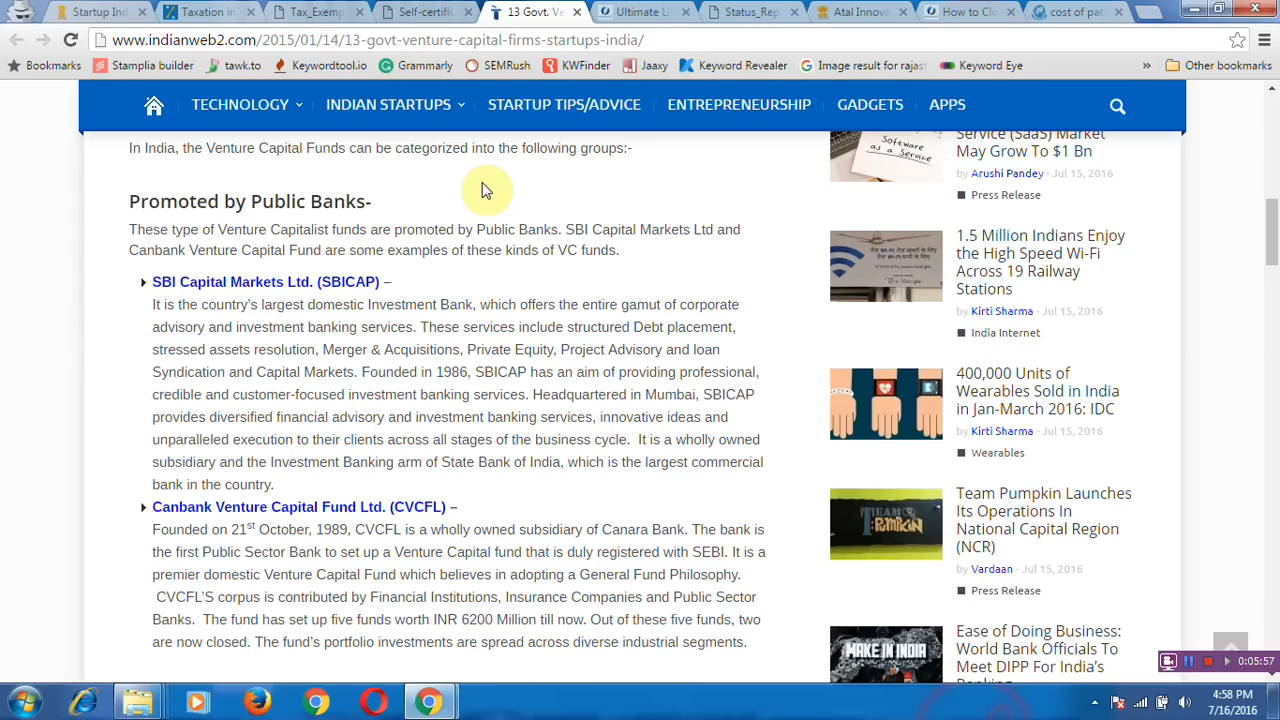 Startup Ind
Taxation in
Tax_Exemp
Self-certific
13 Govt. Ve
Ultimate Li
Status_Rep
Atal Innova
How to Clo
cost of pate
www.indianweb2.com/2015/01/14/13-govt-venture-capital-firms-startups-india/
Bookmarks
Stamplia builder
tawk.to
Keywordtool.io
Grammarly
SEMRush
KWFinder
Jaaxy
Keyword Revealer
Image result for rajast
Keyword Eye
»
Other bookmarks
TECHNOLOGY
INDIAN STARTUPS
STARTUP TIPS/ADVICE
ENTREPRENEURSHIP
GADGETS
APPS
In India, the Venture Capital Funds can be categorized into the following groups:-
Promoted by Public Banks-
These type of Venture Capitalist funds are promoted by Public Banks. SBI Capital Markets Ltd and
Canbank Venture Capital Fund are some examples of these kinds of VC funds.
SBI Capital Markets Ltd. (SBICAP) –
It is the country's largest domestic Investment Bank, which offers the entire gamut of corporate
advisory and investment banking services. These services include structured Debt placement,
stressed assets resolution, Merger & Acquisitions, Private Equity, Project Advisory and loan
Syndication and Capital Markets. Founded in 1986, SBICAP has an aim of providing professional,
credible and customer-focused investment banking services. Headquartered in Mumbai, SBICAP
provides diversified financial advisory and investment banking services, innovative ideas and
unparalleled execution to their clients across all stages of the business cycle.  It is a wholly owned
subsidiary and the Investment Banking arm of State Bank of India, which is the largest commercial
bank in the country.
Canbank Venture Capital Fund Ltd. (CVCFL) –
Founded on 21st October, 1989, CVCFL is a wholly owned subsidiary of Canara Bank. The bank is
the first Public Sector Bank to set up a Venture Capital fund that is duly registered with SEBI. It is a
premier domestic Venture Capital Fund which believes in adopting a General Fund Philosophy.
CVCFL'S corpus is contributed by Financial Institutions, Insurance Companies and Public Sector
Banks.  The fund has set up five funds worth INR 6200 Million till now. Out of these five funds, two
are now closed. The fund's portfolio investments are spread across diverse industrial segments.
Software
as a Service
Service (SaaS) Market
May Grow To $1 Bn
by Arushi Pandey - Jul 15, 2016
Press Release
1.5 Million Indians Enjoy
the High Speed Wi-Fi
Across 19 Railway
Stations
by Kirti Sharma - Jul 15, 2016
India Internet
400,000 Units of
Wearables Sold in India
in Jan-March 2016: IDC
by Kirti Sharma - Jul 15, 2016
Wearables
TEAM
PUMPKIN
Team Pumpkin Launches
Its Operations In
National Capital Region
(NCR)
by Vardaan - Jul 15, 2016
Press Release
MAKE IN INDIA
Ease of Doing Business:
World Bank Officials To
Meet DIPP For India's
0:05:57
4:58 PM
7/16/2016